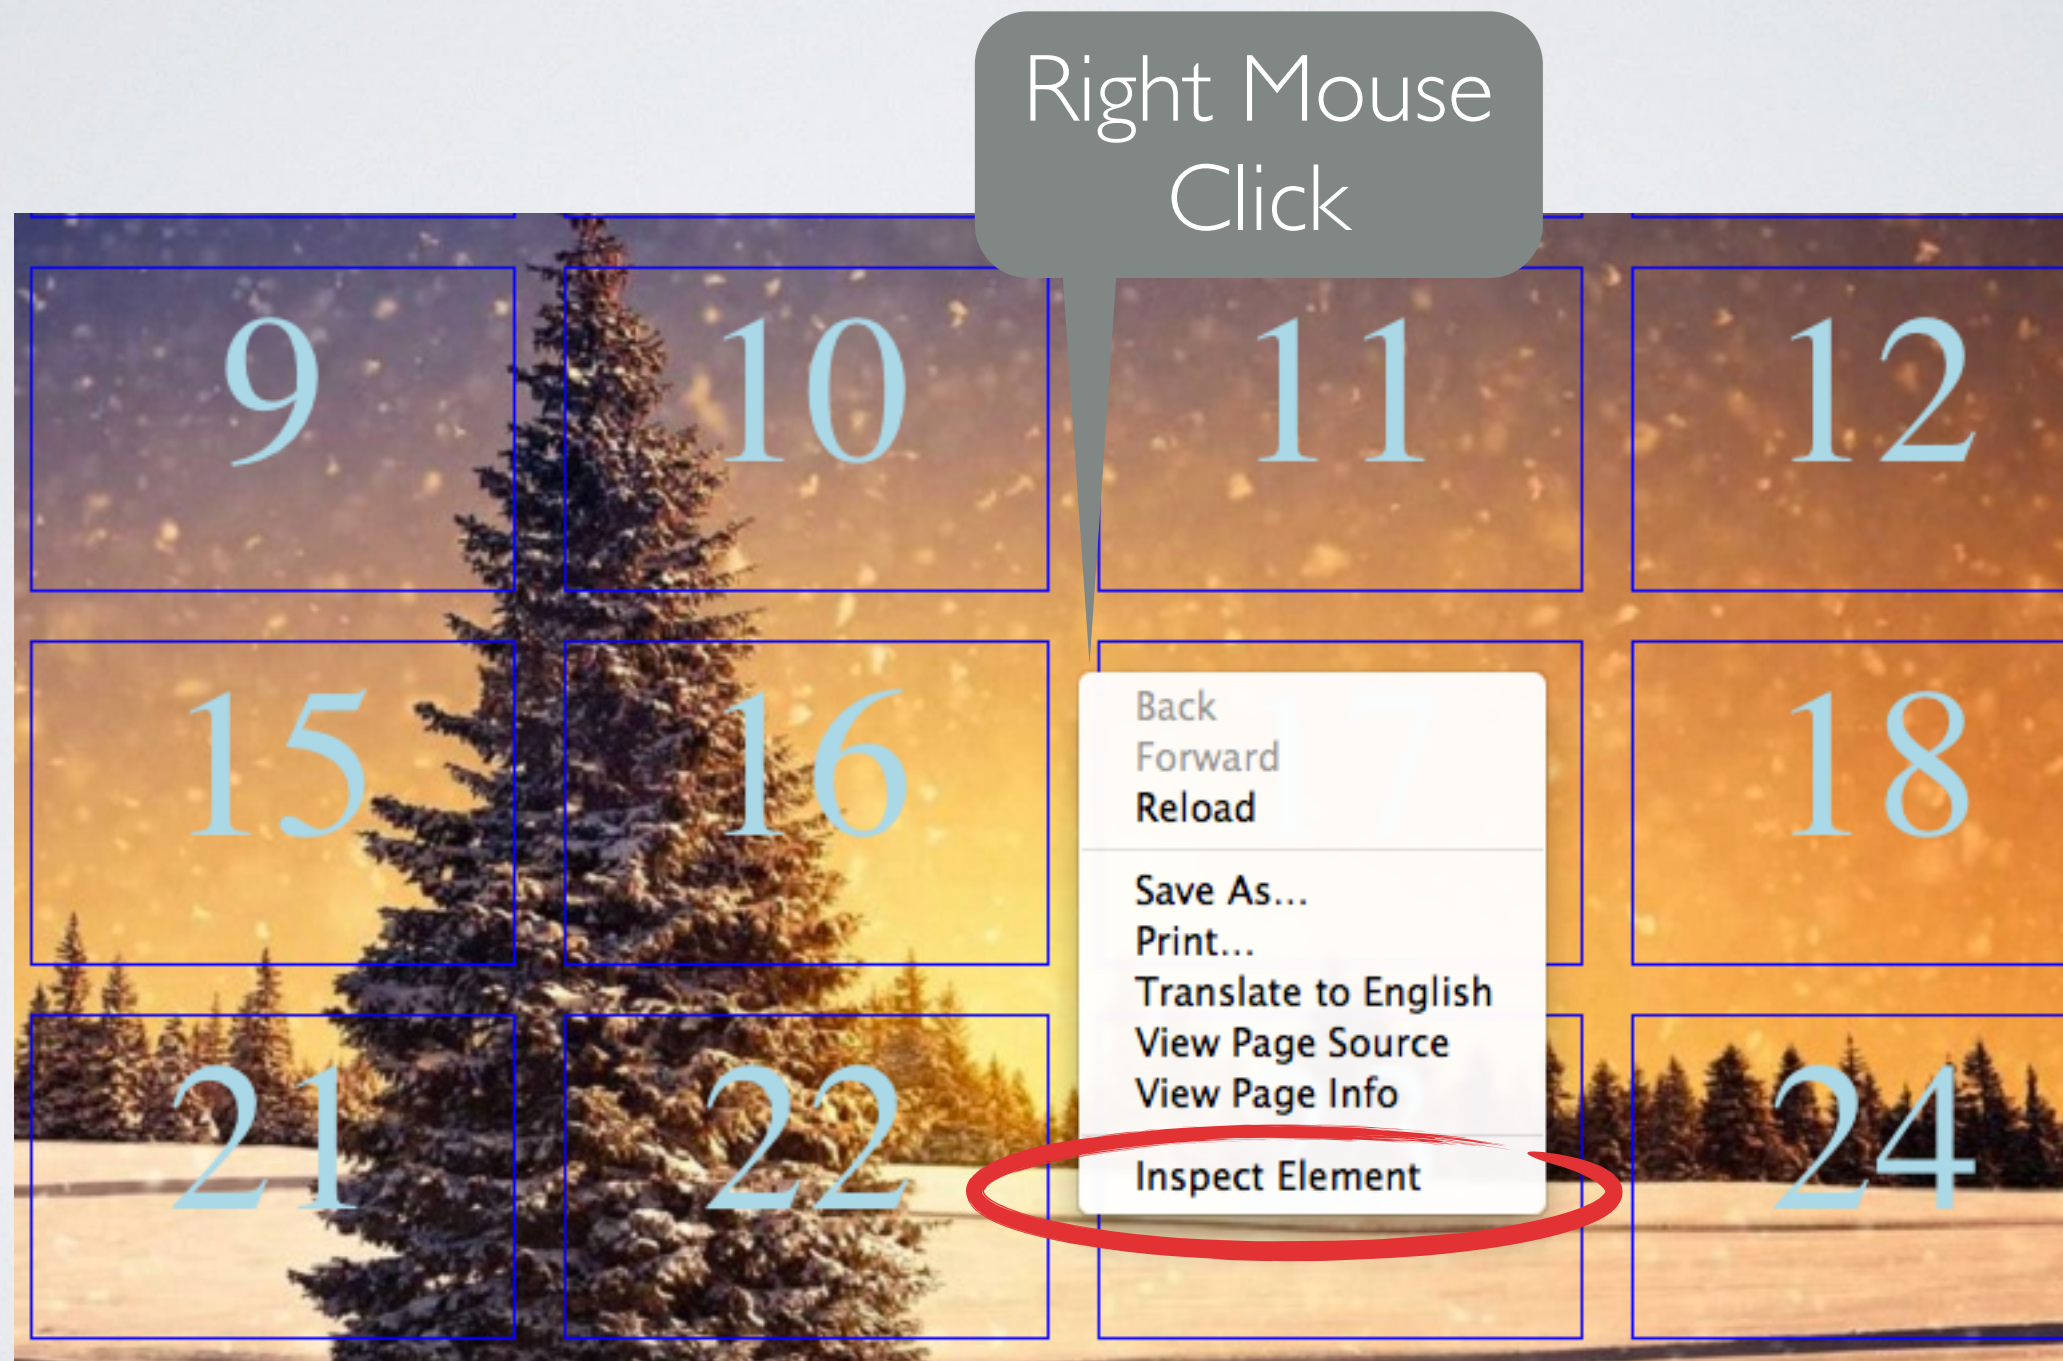 Right Mouse
Click
9
10
11
12
15
16
17
18
Back
Forward
Reload
Save As...
Print...
Translate to English
View Page Source
View Page Info
Inspect Element
21
22
24